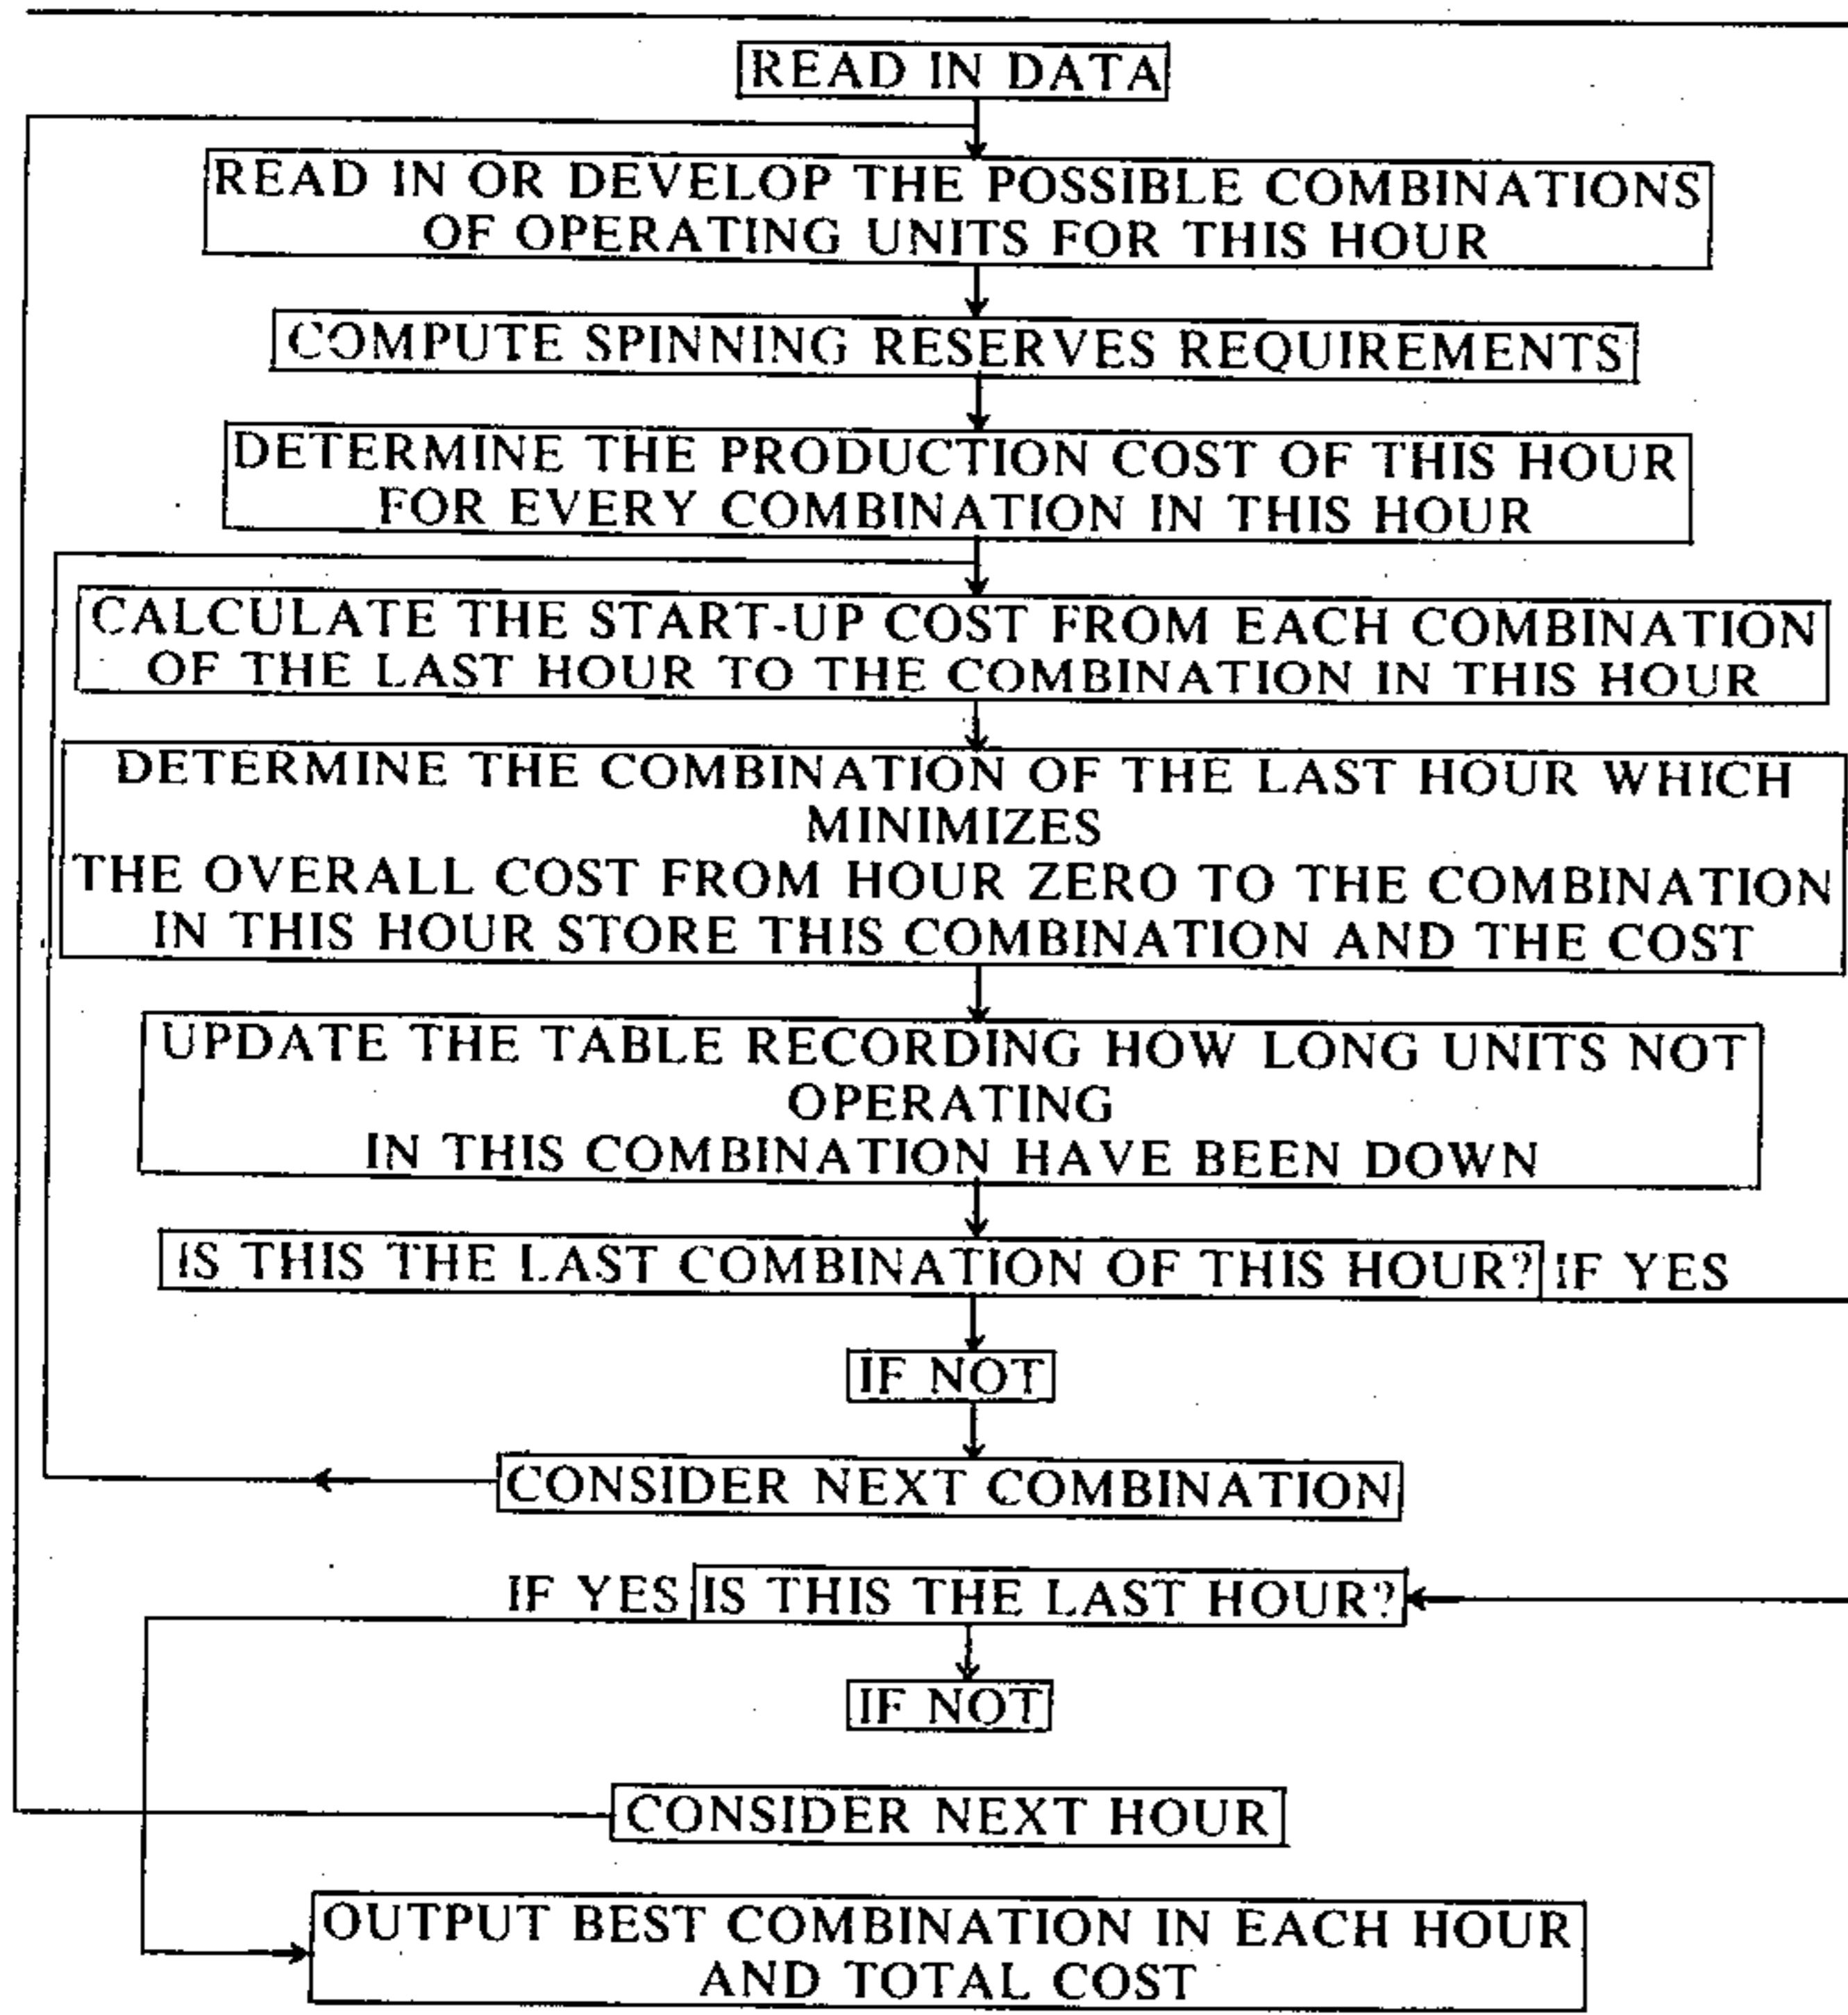 READ IN DATA
READ IN OR DEVELOP THE POSSIBLE COMBINATIONS
OF OPERATING UNITS FOR THIS HOUR
COMPUTE SPINNING RESERVES REQUIREMENTS
DETERMINE THE PRODUCTION COST OF THIS HOUR
FOR EVERY COMBINATION IN THIS HOUR
CALCULATE THE START-UP COST FROM EACH COMBINATION
OF THE LAST HOUR TO THE COMBINATION IN THIS HOUR
DETERMINE THE COMBINATION OF THE LAST HOUR WHICH
MINIMIZES
THE OVERALL COST FROM HOUR ZERO TO THE COMBINATION
IN THIS HOUR STORE THIS COMBINATION AND THE COST
UPDATE THE TABLE RECORDING HOW LONG UNITS NOT
OPERATING
IN THIS COMBINATION HAVE BEEN DOWN
IS THIS THE LAST COMBINATION OF THIS HOUR? IF YES
IF NOT
CONSIDER NEXT COMBINATION
IF YES IS THIS THE LAST HOUR?
IF NOT
CONSIDER NEXT HOUR
OUTPUT BEST COMBINATION IN EACH HOUR
AND TOTAL COST